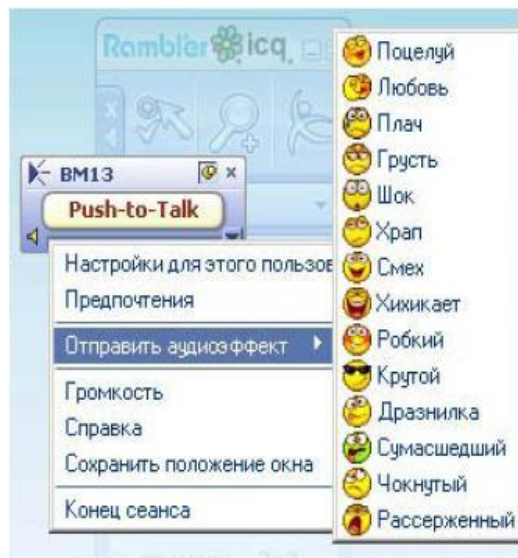 Rambler icq
BM13
Push-to-Talk
Настройки для этого пользов
Предпочтения
Отправить аудиоэффект
Громкость
Справка
Сохранить положение окна
Конец сеанса
Поцелуй
Любовь
Плач
Грусть
Шок
Храп
Смех
Хихикает
Робкий
Крутой
Дразнилка
Сумасшедший
Чокнутый
Рассерженный